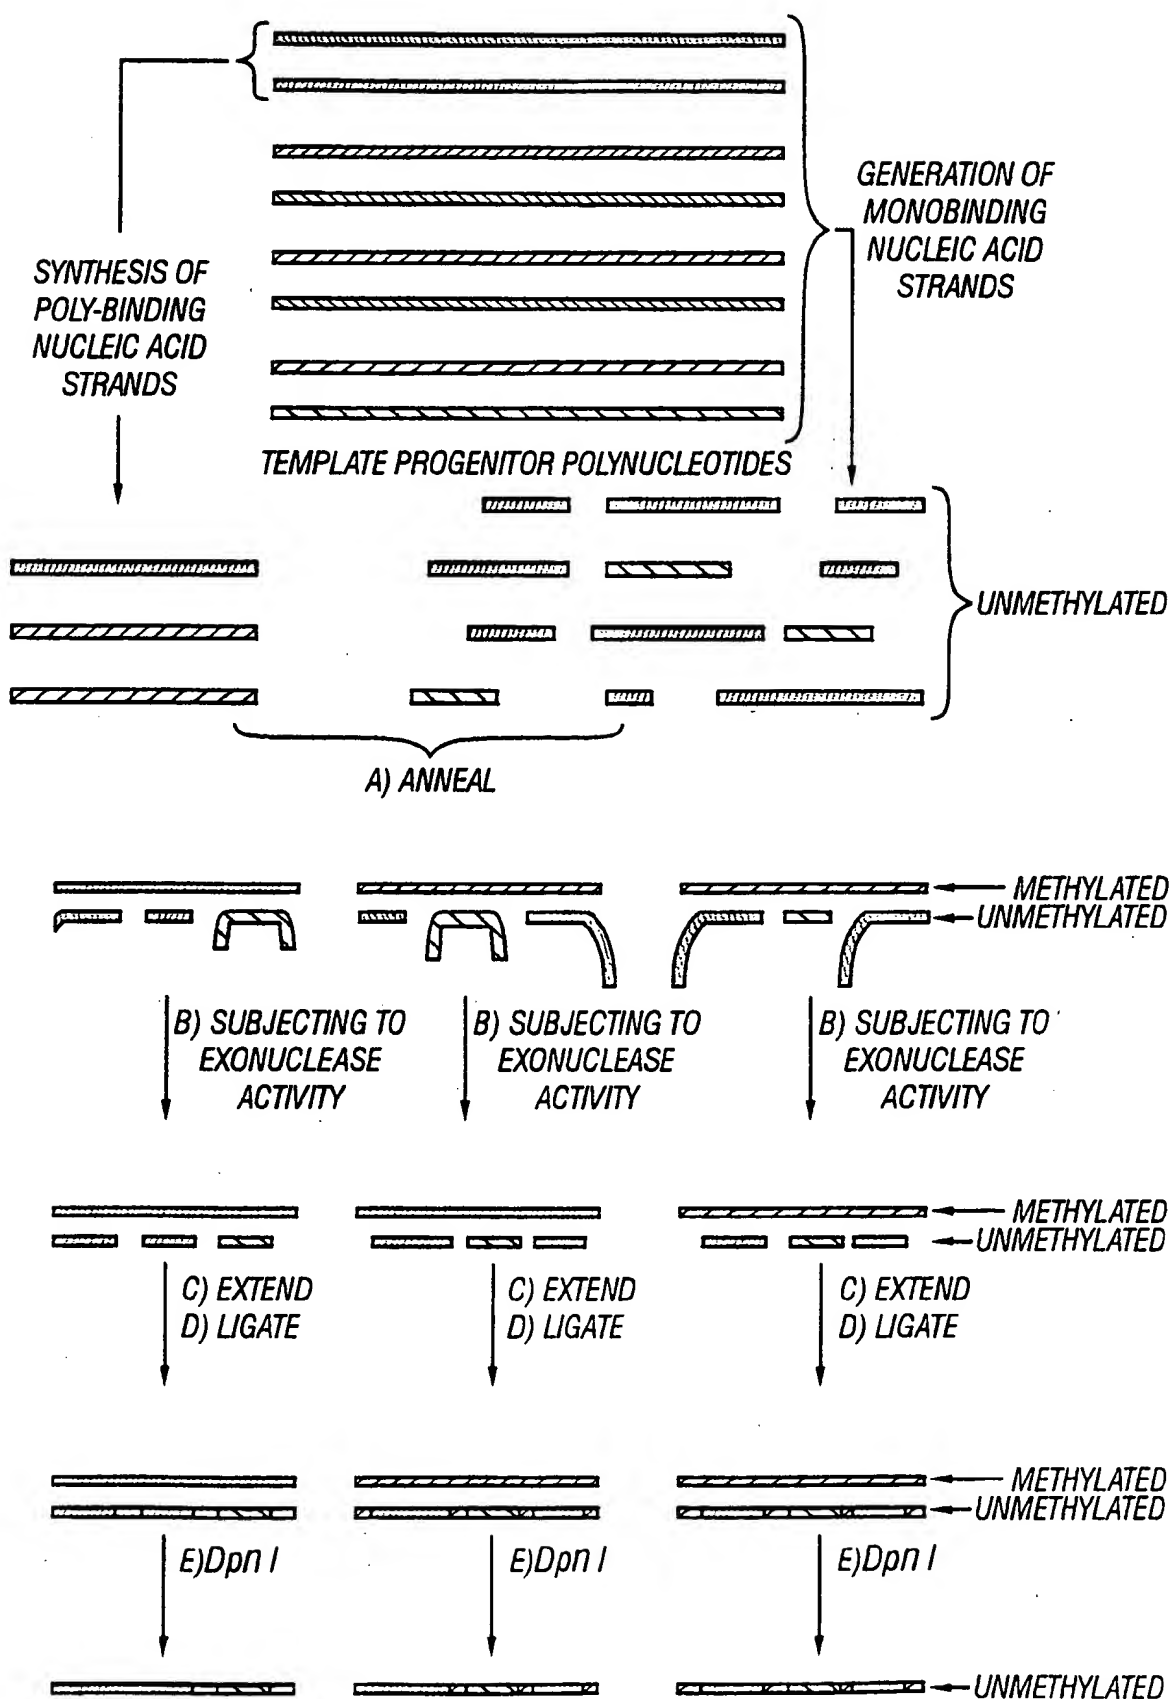 GENERATION OF
MONOBINDING
NUCLEIC ACID
STRANDS
SYNTHESIS OF
POLY-BINDING
NUCLEIC ACID
STRANDS
TEMPLATE PROGENITOR POLYNUCLEOTIDES
UNMETHYLATED
A) ANNEAL
METHYLATED
UNMETHYLATED
B) SUBJECTING TO
EXONUCLEASE
ACTIVITY
B) SUBJECTING TO
EXONUCLEASE
ACTIVITY
B) SUBJECTING TO
EXONUCLEASE
ACTIVITY
METHYLATED
UNMETHYLATED
C) EXTEND
D) LIGATE
C) EXTEND
D) LIGATE
C) EXTEND
D) LIGATE
METHYLATED
UNMETHYLATED
E)Dpn I
E)Dpn I
E)Dpn I
UNMETHYLATED